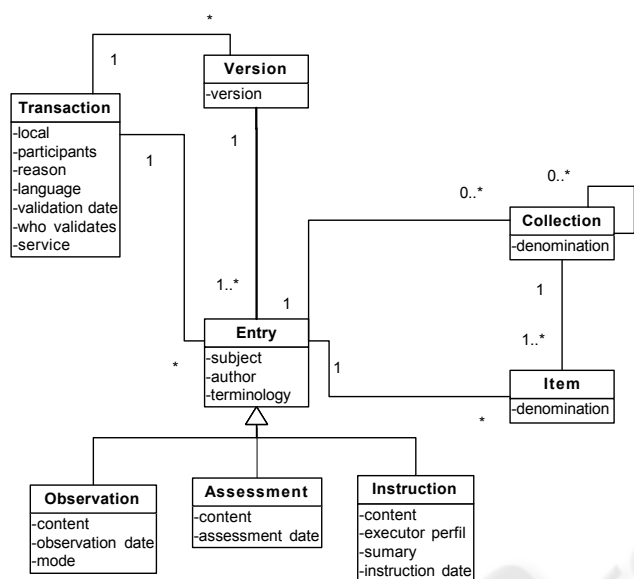 *
1
Version
-version
Transaction
-local
-participants
-reason
-language
-validation date
-who validates
-service
1
1
0..*
0..*
Collection
-denomination
1..*
1
1
1..*
Entry
-subject
-author
-terminology
*
1
Item
-denomination
*
Observation
-content
-observation date
-mode
Assessment
-content
-assessment date
Instruction
-content
-executor perfil
-sumary
-instruction date